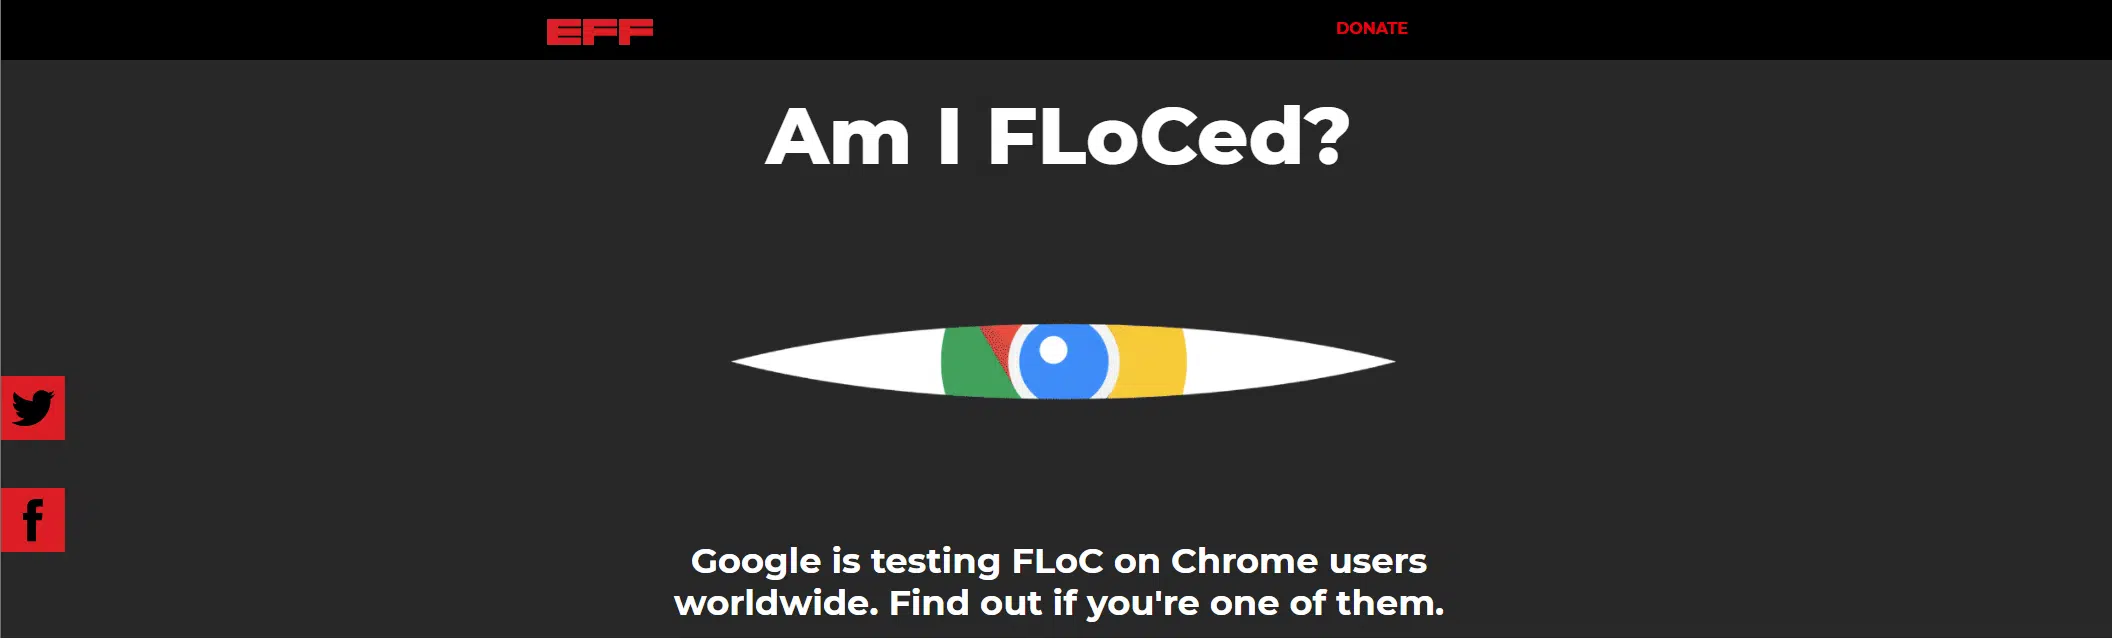 EFF
DONATE
Am I FLoCed?
Google is testing FLoC on Chrome users
worldwide. Find out if you're one of them.